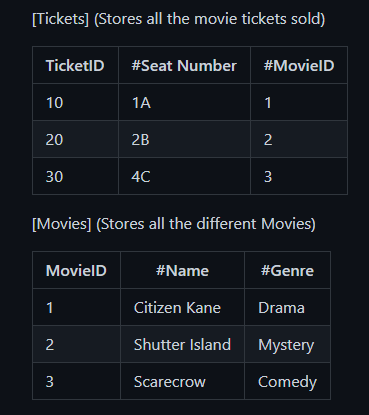 [Tickets] (Stores all the movie tickets sold)
TicketID #Seat Number #MovieID
10 1A 1
20 2B 2
30 4C 3
[Movies] (Stores all the different Movies)
MovieID #Name #Genre
1 Citizen Kane Drama
2 Shutter Island Mystery
3 Scarecrow Comedy